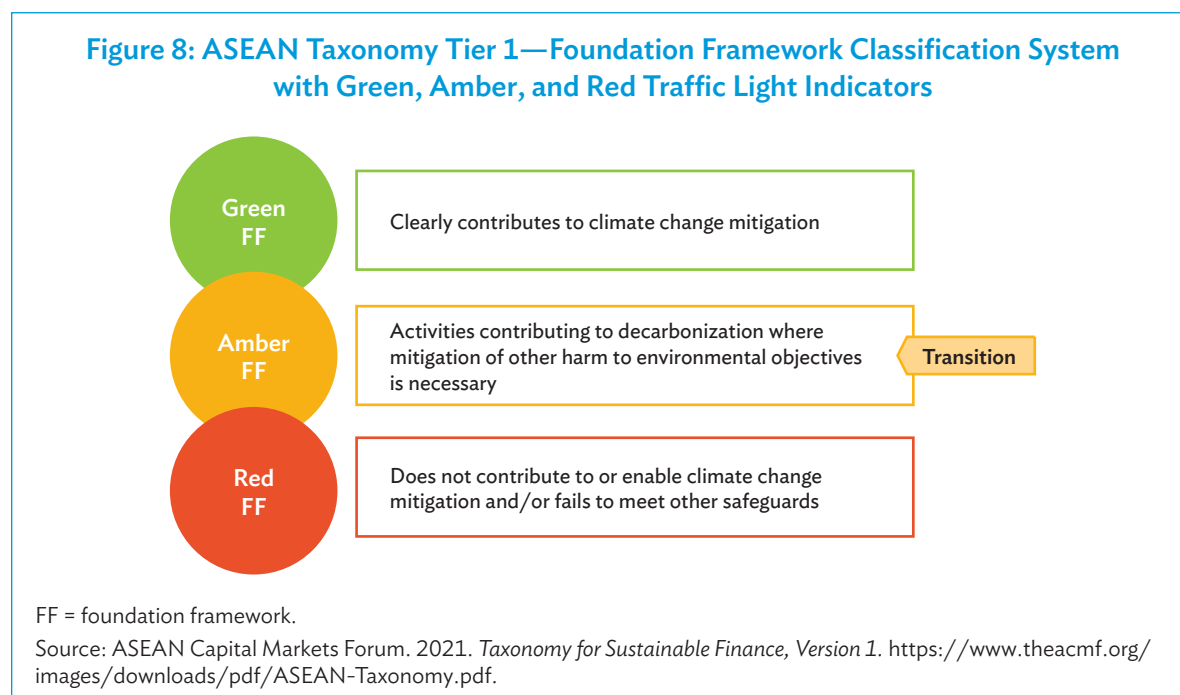 Figure 8: ASEAN Taxonomy Tier 1—Foundation Framework Classification System
with Green, Amber, and Red Traffic Light Indicators
Green
FF
Clearly contributes to climate change mitigation
Amber
FF
Activities contributing to decarbonization where
mitigation of other harm to environmental objectives
is necessary
Transition
Red
FF
Does not contribute to or enable climate change
mitigation and/or fails to meet other safeguards
FF = foundation framework.
Source: ASEAN Capital Markets Forum. 2021. Taxonomy for Sustainable Finance, Version 1. https://www.theacmf.org/
images/downloads/pdf/ASEAN-Taxonomy.pdf.